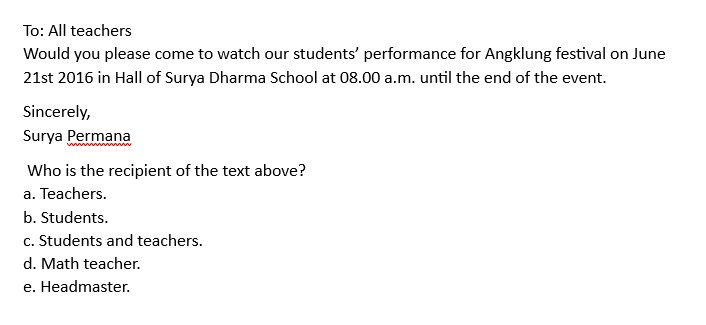 To: All teachers
Would you please come to watch our students’ performance for Angklung festival on June
21st 2016 in Hall of Surya Dharma School at 08.00 a.m. until the end of the event.
Sincerely,
Surya Permana
Who is the recipient of the text above?
a. Teachers.
b. Students.
c. Students and teachers.
d. Math teacher.
e. Headmaster.